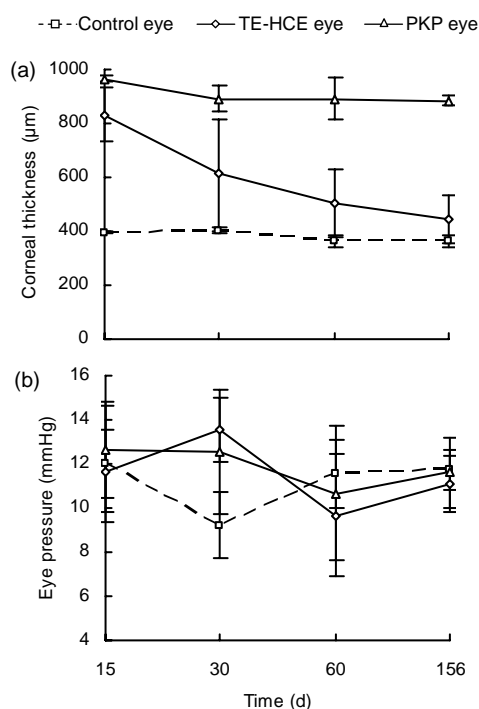 Control eye TE-HCE eye PKP eye
(a)
Corneal thickness (µm)
1000
800
600
400
200
0
(b)
Eye pressure (mmHg)
16
14
12
10
8
6
4
15 30 60 156
Time (d)